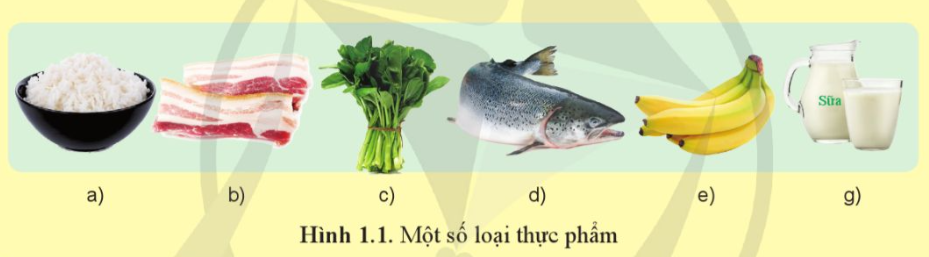 Sữa
a)
b)
c)
d)
e)
g)
Hình 1.1. Một số loại thực phẩm